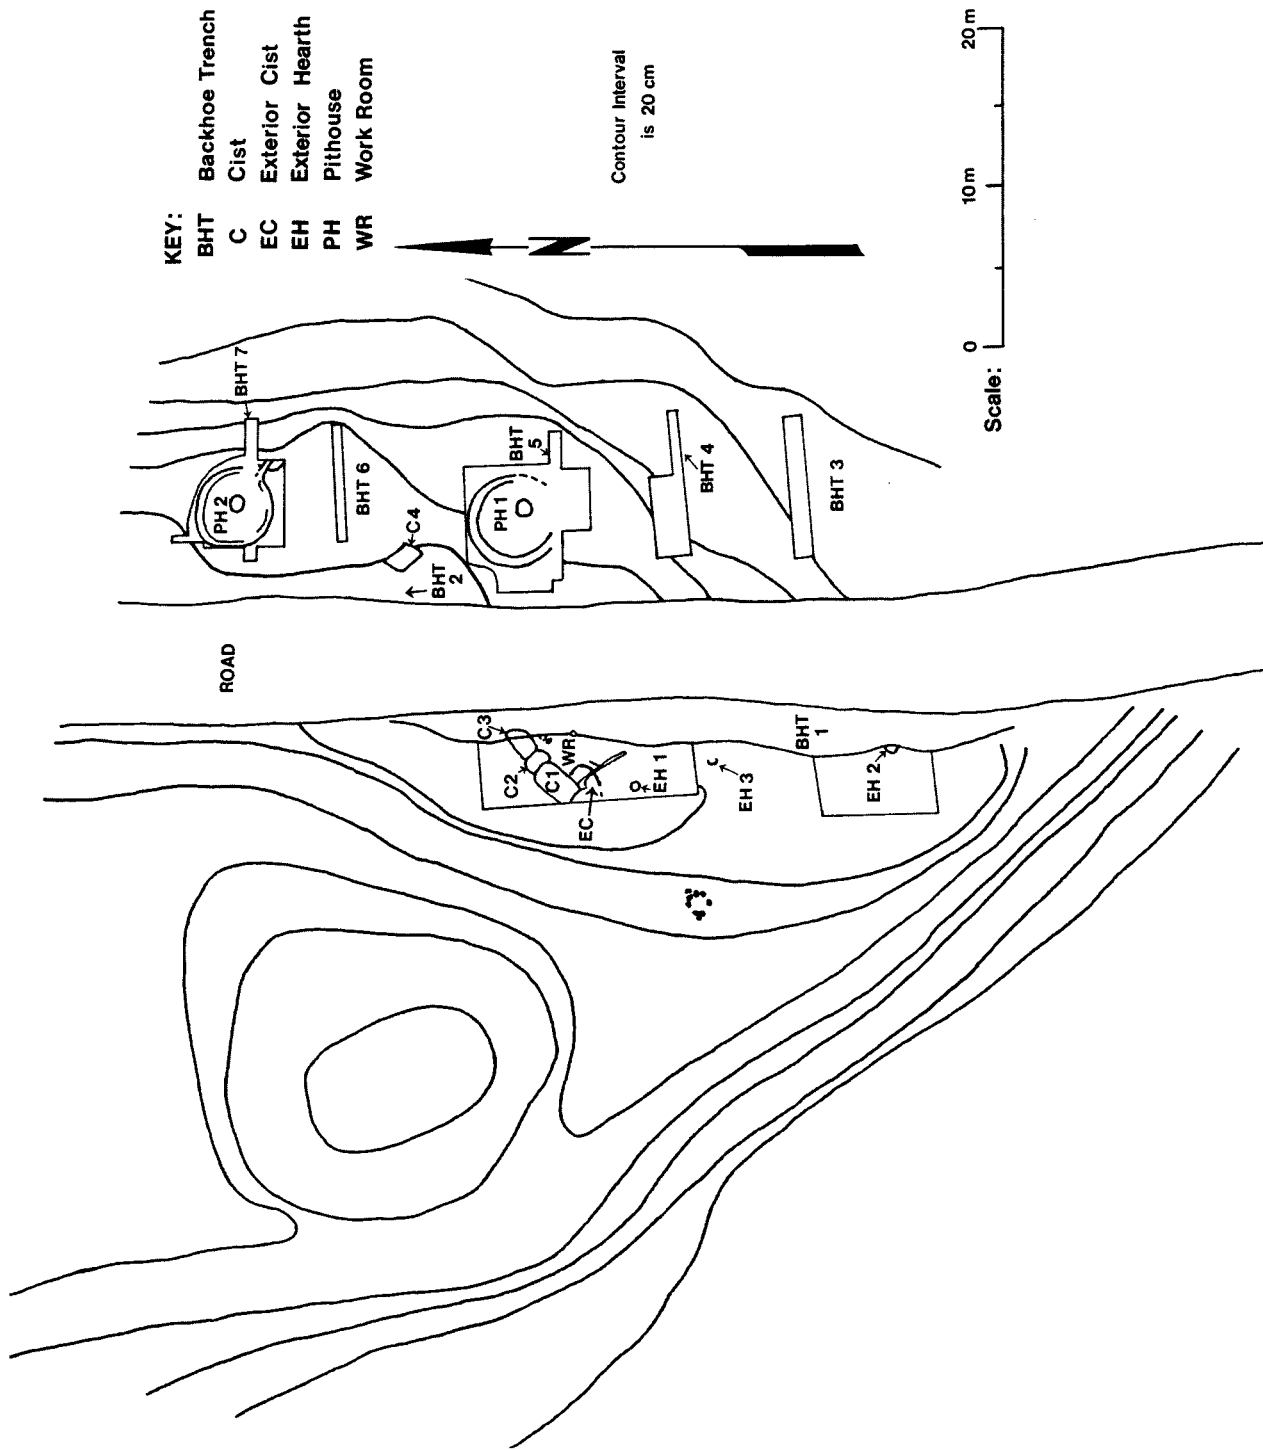 KEY:
BHT Backhoe Trench
C Cist
EC Exterior Cist
EH Exterior Hearth
PH Pithouse
WR Work Room
N
Contour Interval
is 20 cm
Scale:
0 10m 20m
ROAD
BHT 7
PH 2
BHT 6
C4
BHT
2
PH 1
BHT
5
BHT 4
BHT 3
C3
C2
C1
WR
EC
EH 1
EH 3
BHT
1
EH 2